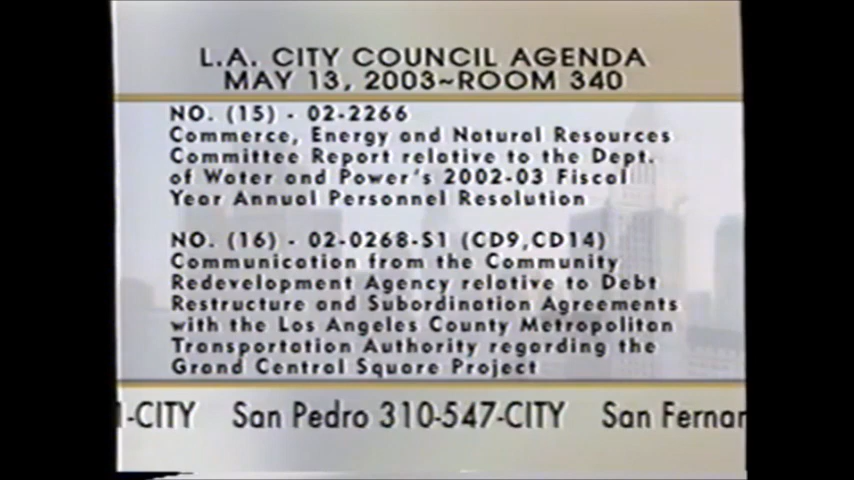 L.A. CITY COUNCIL AGENDA
MAY 13, 2003~ROOM 340
NO. (15) - 02-2266
Commerce, Energy and Natural Resources
Committee Report relative to the Dept.
of Water and Power's 2002-03 Fiscal
Year Annual Personnel Resolution
NO. (16) - 02-0268-S1 (CD9,CD14)
Communication from the Community
Redevelopment Agency relative to Debt
Restructure and Subordination Agreements
with the Los Angeles County Metropolitan
Transportation Authority regarding the
Grand Central Square Project
1-CITY San Pedro 310-547-CITY San Fernan